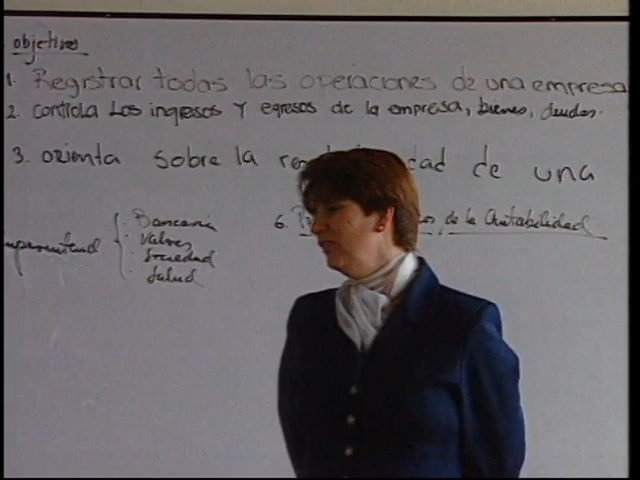 objetivos
1. Registrar todas las operaciones de una empresa
2. controla Los ingresos y egresos de la empresa, bienes, deudas.
3. orienta sobre la dad de una
6. de la Contabilidad
Bancaria
Valores
Sociedad
Salud